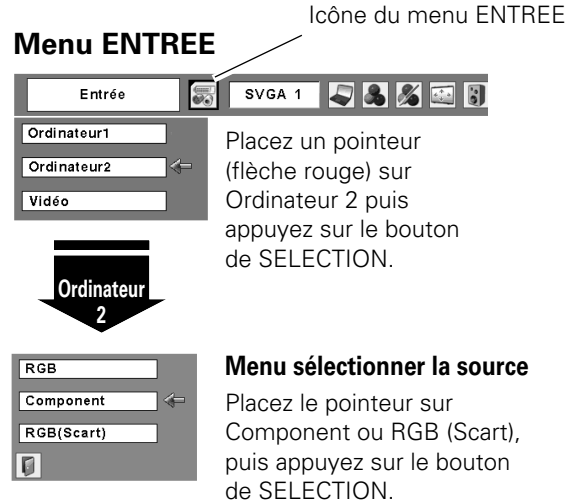 Icône du menu ENTREE
Menu ENTREE
Entrée
SVGA 1
Ordinateur1
Ordinateur2
Vidéo
Placez un pointeur
(flèche rouge) sur
Ordinateur 2 puis
appuyez sur le bouton
de SELECTION.
Ordinateur
2
RGB
Component
RGB(Scart)
Menu sélectionner la source
Placez le pointeur sur
Component ou RGB (Scart),
puis appuyez sur le bouton
de SELECTION.